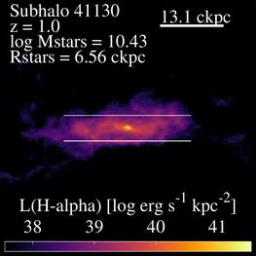 Subhalo 41130
13.1 ckpc
z = 1.0
log Mstars = 10.43
Rstars = 6.56 ckpc
L(H-alpha) [log erg s⁻¹ kpc⁻²]
38 39 40 41